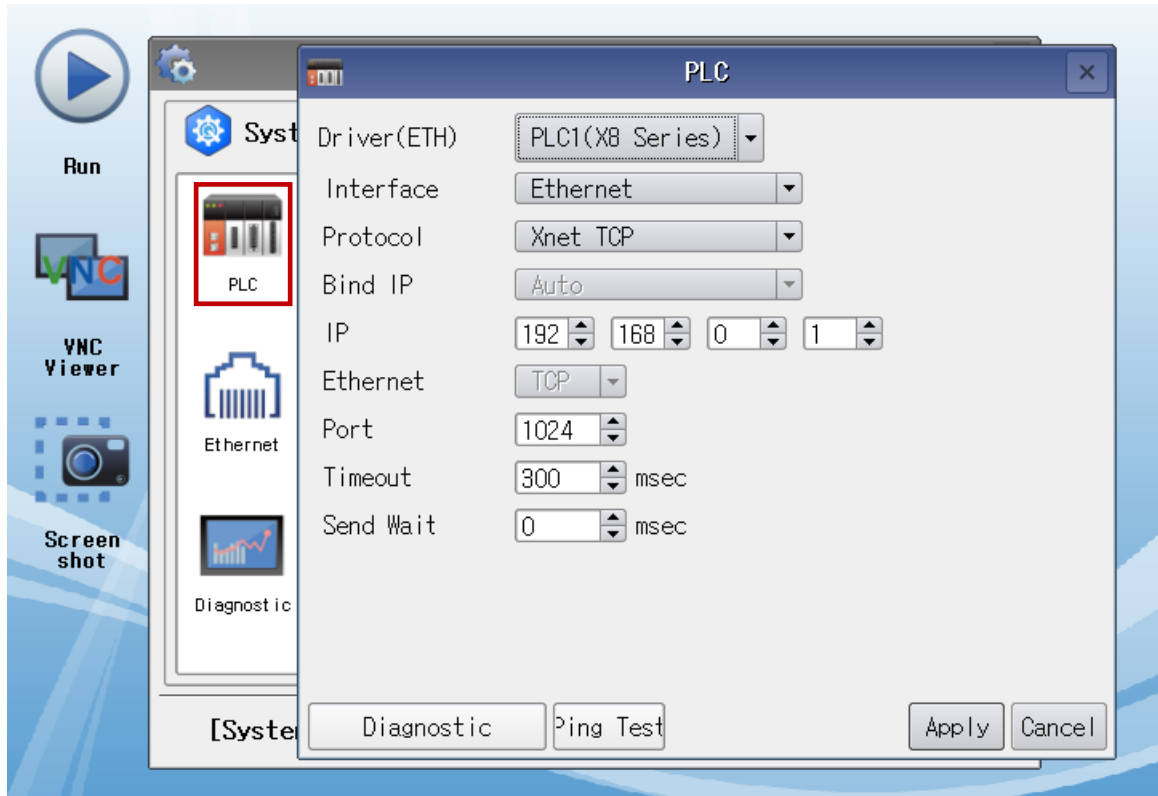 Run
VNC
VNC
Viewer
Screen
shot
Syst
PLC
Ethernet
Diagnostic
[Syste
PLC
Driver(ETH) PLC1(X8 Series)
Interface Ethernet
Protocol Xnet TCP
Bind IP Auto
IP 192 168 0 1
Ethernet TCP
Port 1024
Timeout 300 msec
Send Wait 0 msec
Diagnostic Ping Test Apply Cancel